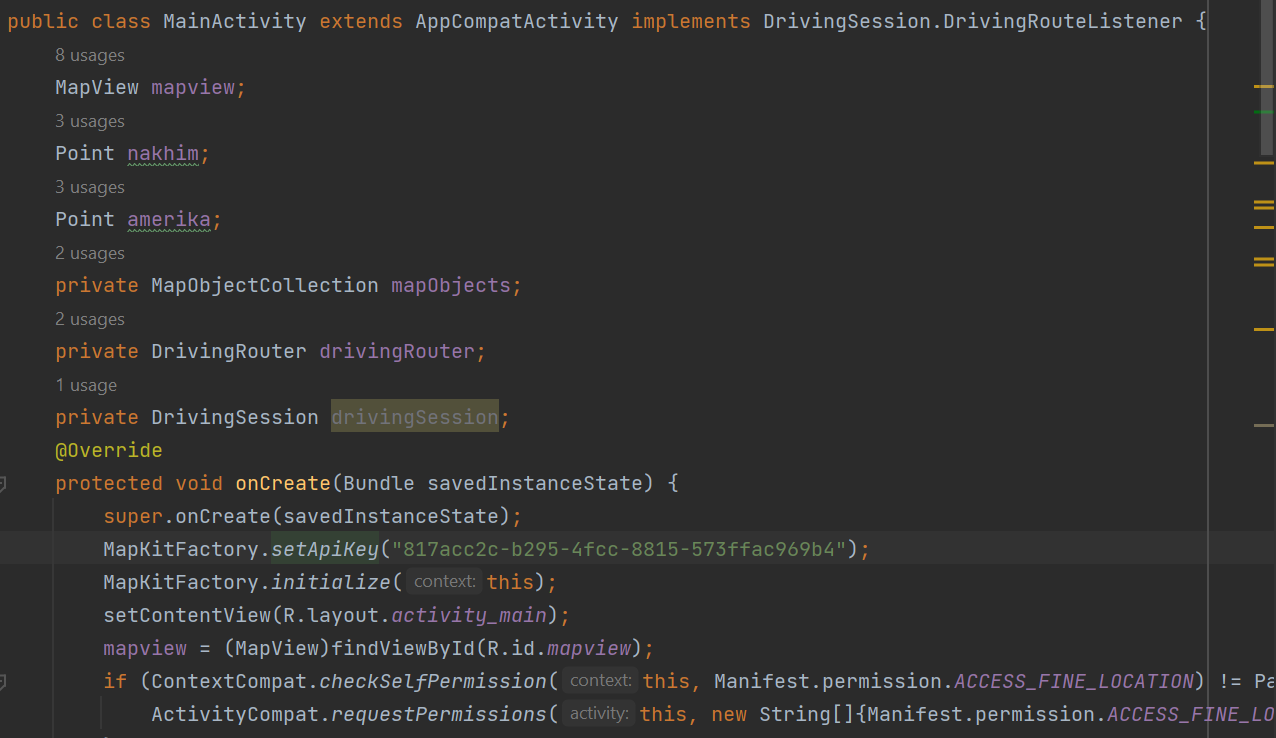 public class MainActivity extends AppCompatActivity implements DrivingSession.DrivingRouteListener {
8 usages
MapView mapview;
3 usages
Point nakhim;
3 usages
Point amerika;
2 usages
private MapObjectCollection mapObjects;
2 usages
private DrivingRouter drivingRouter;
1 usage
private DrivingSession drivingSession;
@Override
protected void onCreate(Bundle savedInstanceState) {
super.onCreate(savedInstanceState);
MapKitFactory.setApiKey("817acc2c-b295-4fcc-8815-573ffac969b4");
MapKitFactory.initialize( context: this);
setContentView(R.layout.activity_main);
mapview = (MapView)findViewById(R.id.mapview);
if (ContextCompat.checkSelfPermission( context: this, Manifest.permission.ACCESS_FINE_LOCATION) != Pa
ActivityCompat.requestPermissions( activity: this, new String[]{Manifest.permission.ACCESS_FINE_LO